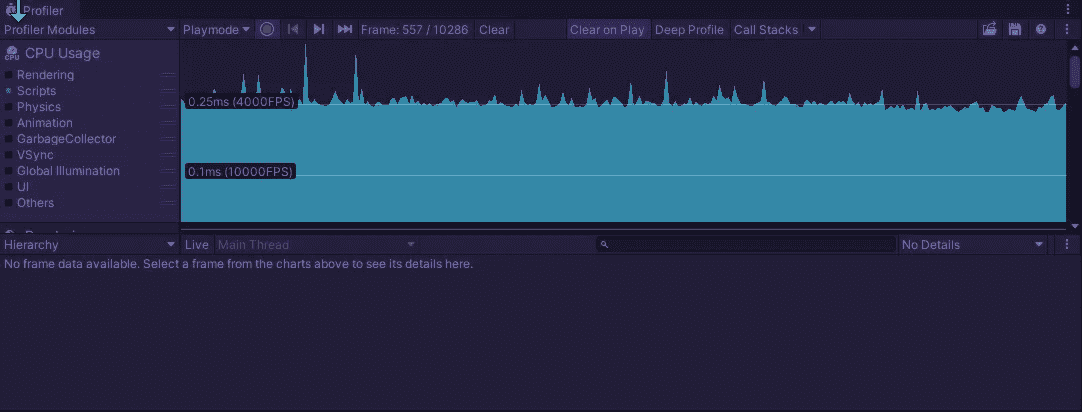 Profiler
Profiler Modules Playmode Frame: 557 / 10286 Clear Clear on Play Deep Profile Call Stacks
CPU Usage
Rendering
Scripts
Physics
Animation
GarbageCollector
VSync
Global Illumination
UI
Others
0.25ms (4000FPS)
0.1ms (10000FPS)
Hierarchy Live Main Thread No Details
No frame data available. Select a frame from the charts above to see its details here.